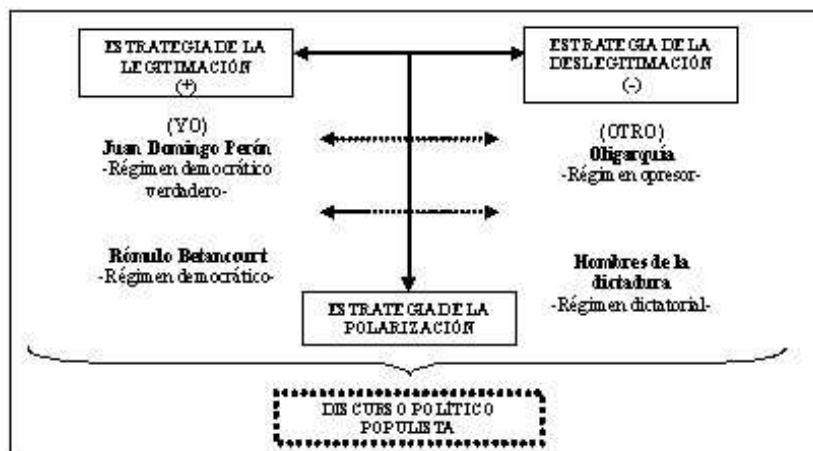 ESTRATEGIA DE LA
LEGITIMACIÓN
(+)
ESTRATEGIA DE LA
DESLEGITIMACIÓN
(-)
(YO)
Juan Domingo Perón
-Régimen democrático
verdadero-
(OTRO)
Oligarquía
-Régimen opresor-
Rómulo Betancourt
-Régimen democrático-
Hombres de la
dictadura
-Régimen dictatorial-
ESTRATEGIA DE LA
POLARIZACIÓN
DISCURSO POLÍTICO
POPULISTA